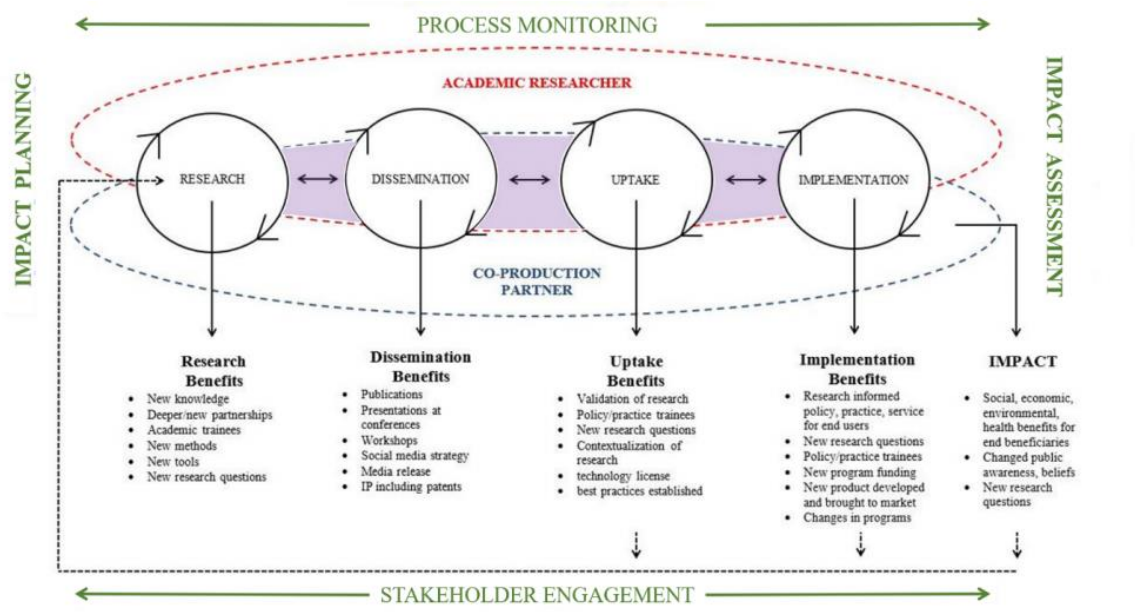 PROCESS MONITORING
IMPACT PLANNING
IMPACT ASSESSMENT
ACADEMIC RESEARCHER
RESEARCH
DISSEMINATION
UPTAKE
IMPLEMENTATION
CO-PRODUCTION
PARTNER
Research
Benefits
• New knowledge
• Deeper/new partnerships
• Academic trainees
• New methods
• New tools
• New research questions
Dissemination
Benefits
• Publications
• Presentations at
conferences
• Workshops
• Social media strategy
• Media release
• IP including patents
Uptake
Benefits
• Validation of research
• Policy/practice trainees
• New research questions
• Contextualization of
research
• technology license
• best practices established
Implementation
Benefits
• Research informed
policy, practice, service
for end users
• New research questions
• Policy/practice trainees
• New program funding
• New product developed
and brought to market
• Changes in programs
IMPACT
• Social, economic,
environmental,
health benefits for
end beneficiaries
• Changed public
awareness, beliefs
• New research
questions
STAKEHOLDER ENGAGEMENT